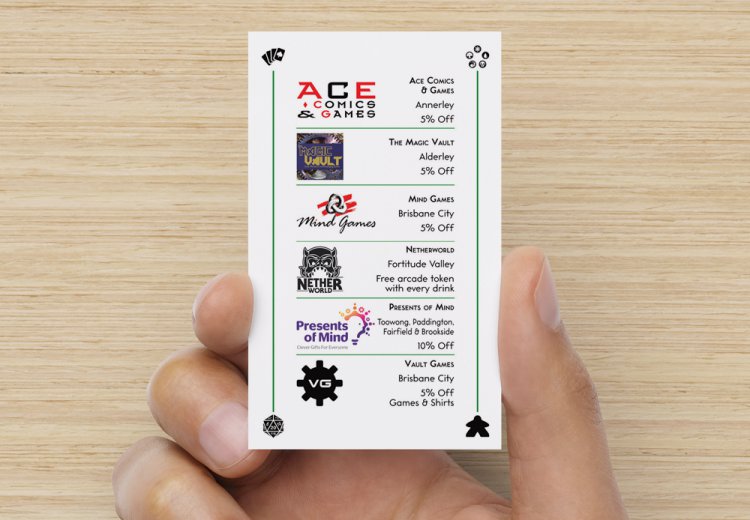 ACE
COMICS
& GAMES
Ace Comics
& Games
Annerley
5% Off
MAGIC
VAULT
The Magic Vault
Alderley
5% Off
Mind Games
Mind Games
Brisbane City
5% Off
NETHER
WORLD
Netherworld
Fortitude Valley
Free arcade token
with every drink
Presents
of Mind
Clever Gifts For Everyone
Presents of Mind
Toowong, Paddington,
Fairfield & Brookside
10% Off
VG
Vault Games
Brisbane City
5% Off
Games & Shirts